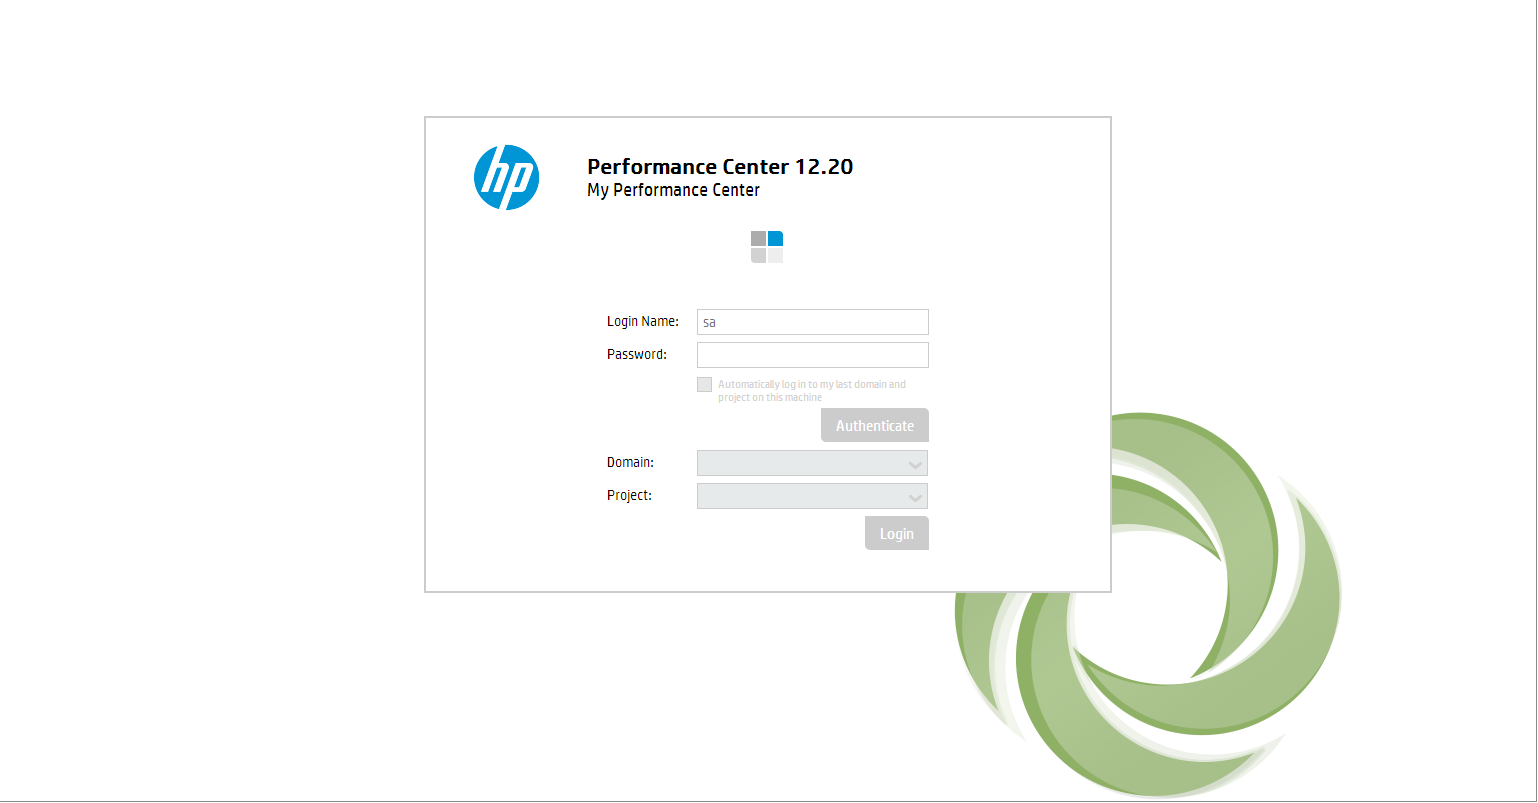 hp
Performance Center 12.20
My Performance Center
Login Name:
sa
Password:
Automatically log in to my last domain and
project on this machine
Authenticate
Domain:
Project:
Login